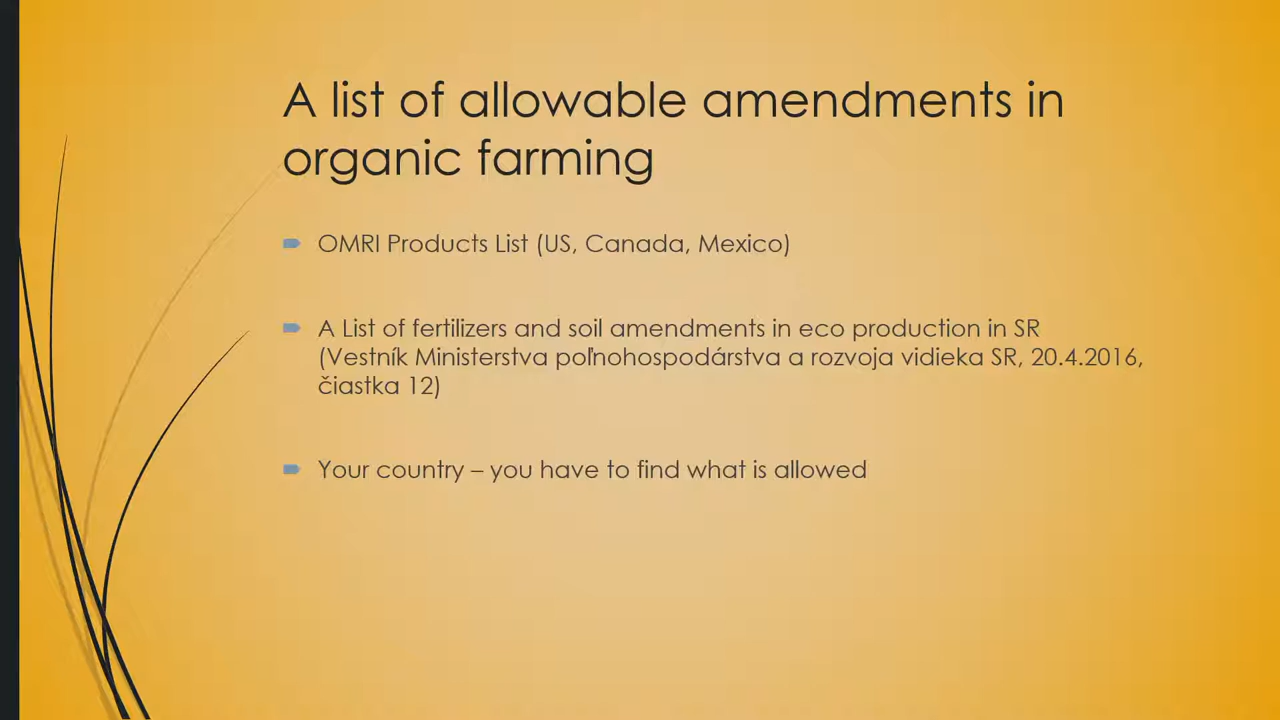 A list of allowable amendments in
organic farming
OMRI Products List (US, Canada, Mexico)
A List of fertilizers and soil amendments in eco production in SR
(Vestník Ministerstva poľnohospodárstva a rozvoja vidieka SR, 20.4.2016,
čiastka 12)
Your country – you have to find what is allowed